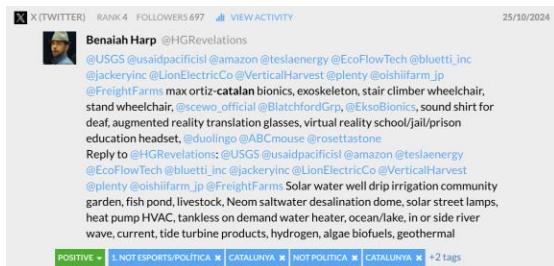 X (TWITTER) RANK 4 FOLLOWERS 697 VIEW ACTIVITY 25/10/2024
Benaiah Harp @HGRevelations
@USGS @usaidpacificisl @amazon @teslaenergy @EcoFlowTech @bluetti_inc
@jackeryinc @LionElectricCo @VerticalHarvest @plenty @oishiifarm_jp
@FreightFarms max ortiz-catalan bionics, exoskeleton, stair climber wheelchair,
stand wheelchair, @scewo_official @BlatchfordGrp, @EksoBionics, sound shirt for
deaf, augmented reality translation glasses, virtual reality school/jail/prison
education headset, @duolingo @ABCmouse @rosettastone
Reply to @HGRevelations: @USGS @usaidpacificisl @amazon @teslaenergy
@EcoFlowTech @bluetti_inc @jackeryinc @LionElectricCo @VerticalHarvest
@plenty @oishiifarm_jp @FreightFarms Solar water well drip irrigation community
garden, fish pond, livestock, Neom saltwater desalination dome, solar street lamps,
heat pump HVAC, tankless on demand water heater, ocean/lake, in or side river
wave, current, tide turbine products, hydrogen, algae biofuels, geothermal
POSITIVE 1. NOT ESPORTS/POLÍTICA × CATALUNYA × NOT POLITICA × CATALUNYA × +2 tags